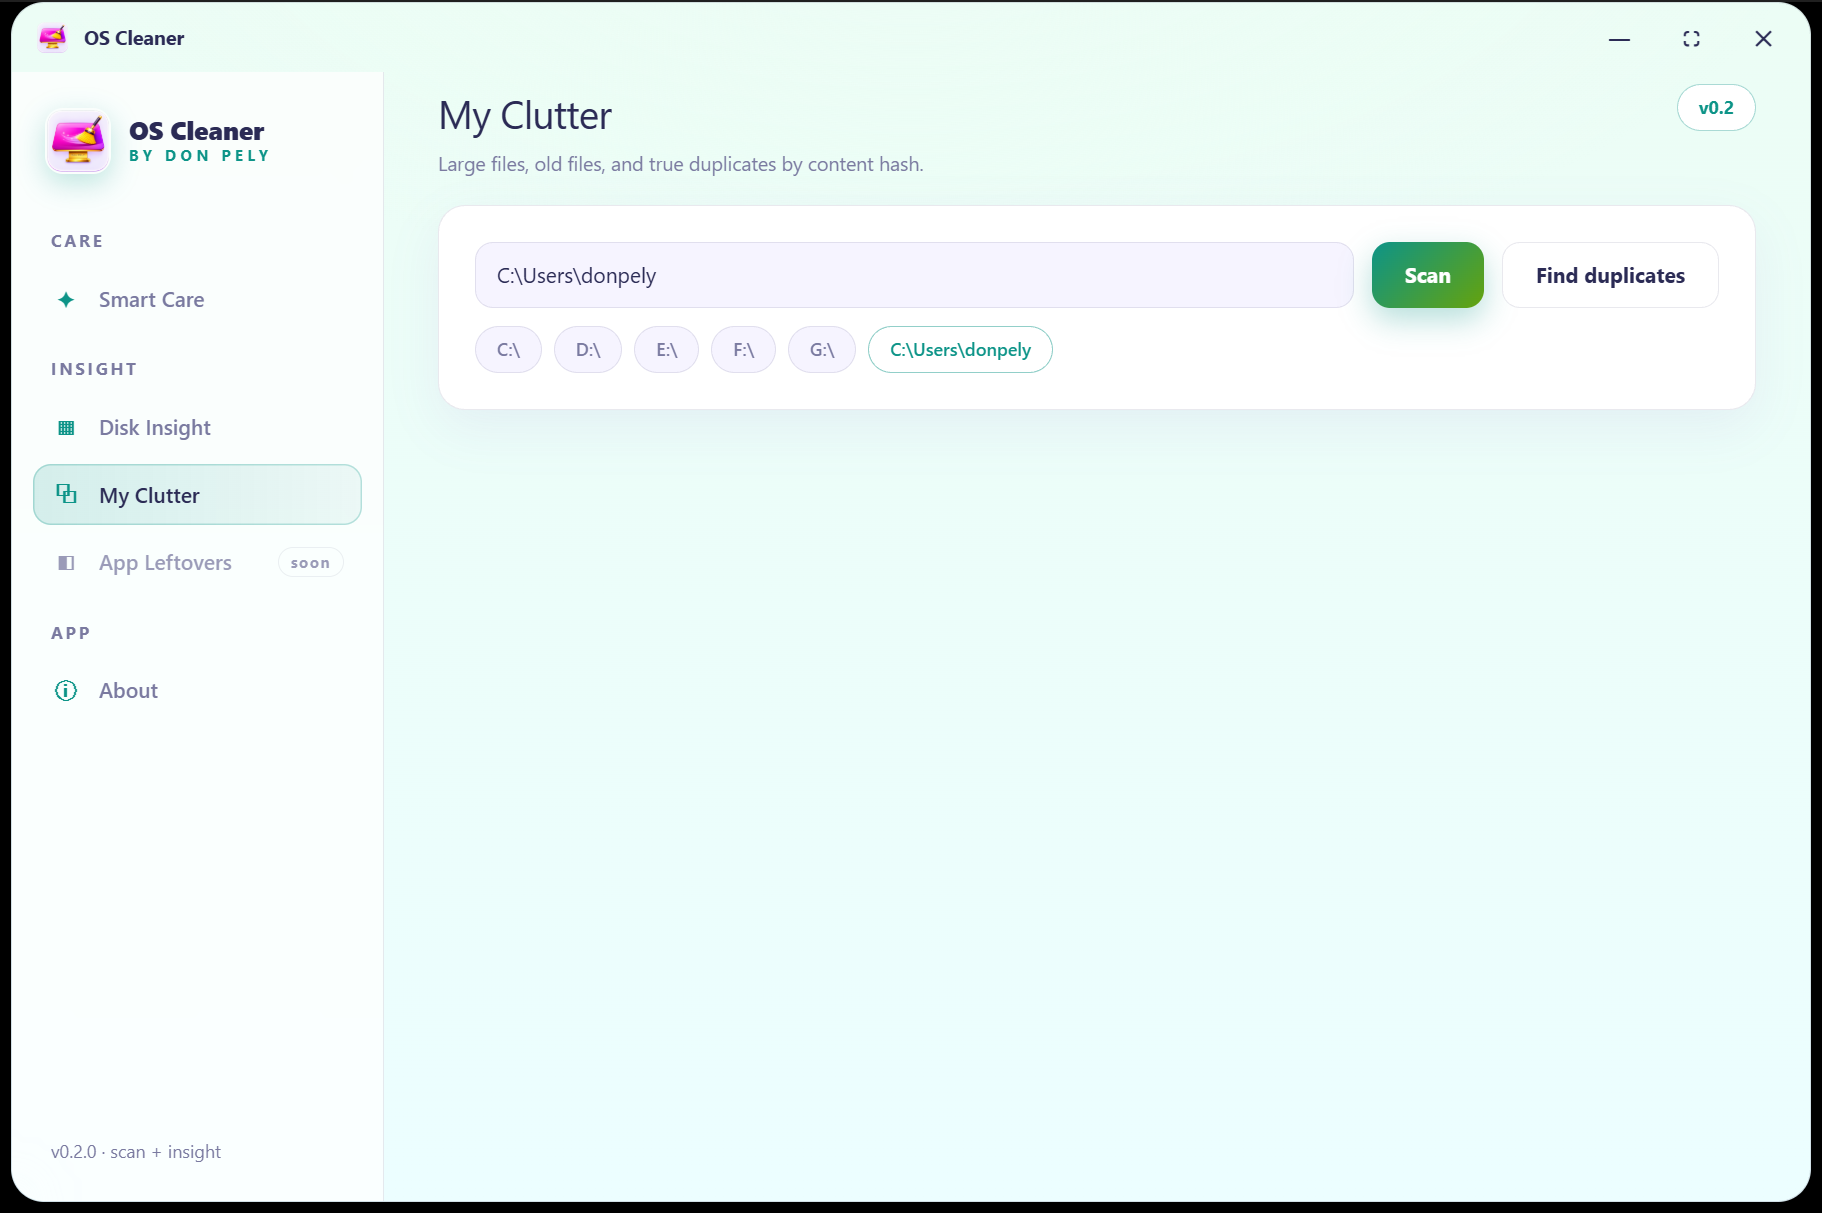 OS Cleaner
OS Cleaner
BY DON PELY
CARE
Smart Care
INSIGHT
Disk Insight
My Clutter
App Leftovers soon
APP
About
v0.2.0 · scan + insight
My Clutter
v0.2
Large files, old files, and true duplicates by content hash.
C:\Users\donpely
Scan
Find duplicates
C:\ D:\ E:\ F:\ G:\ C:\Users\donpely